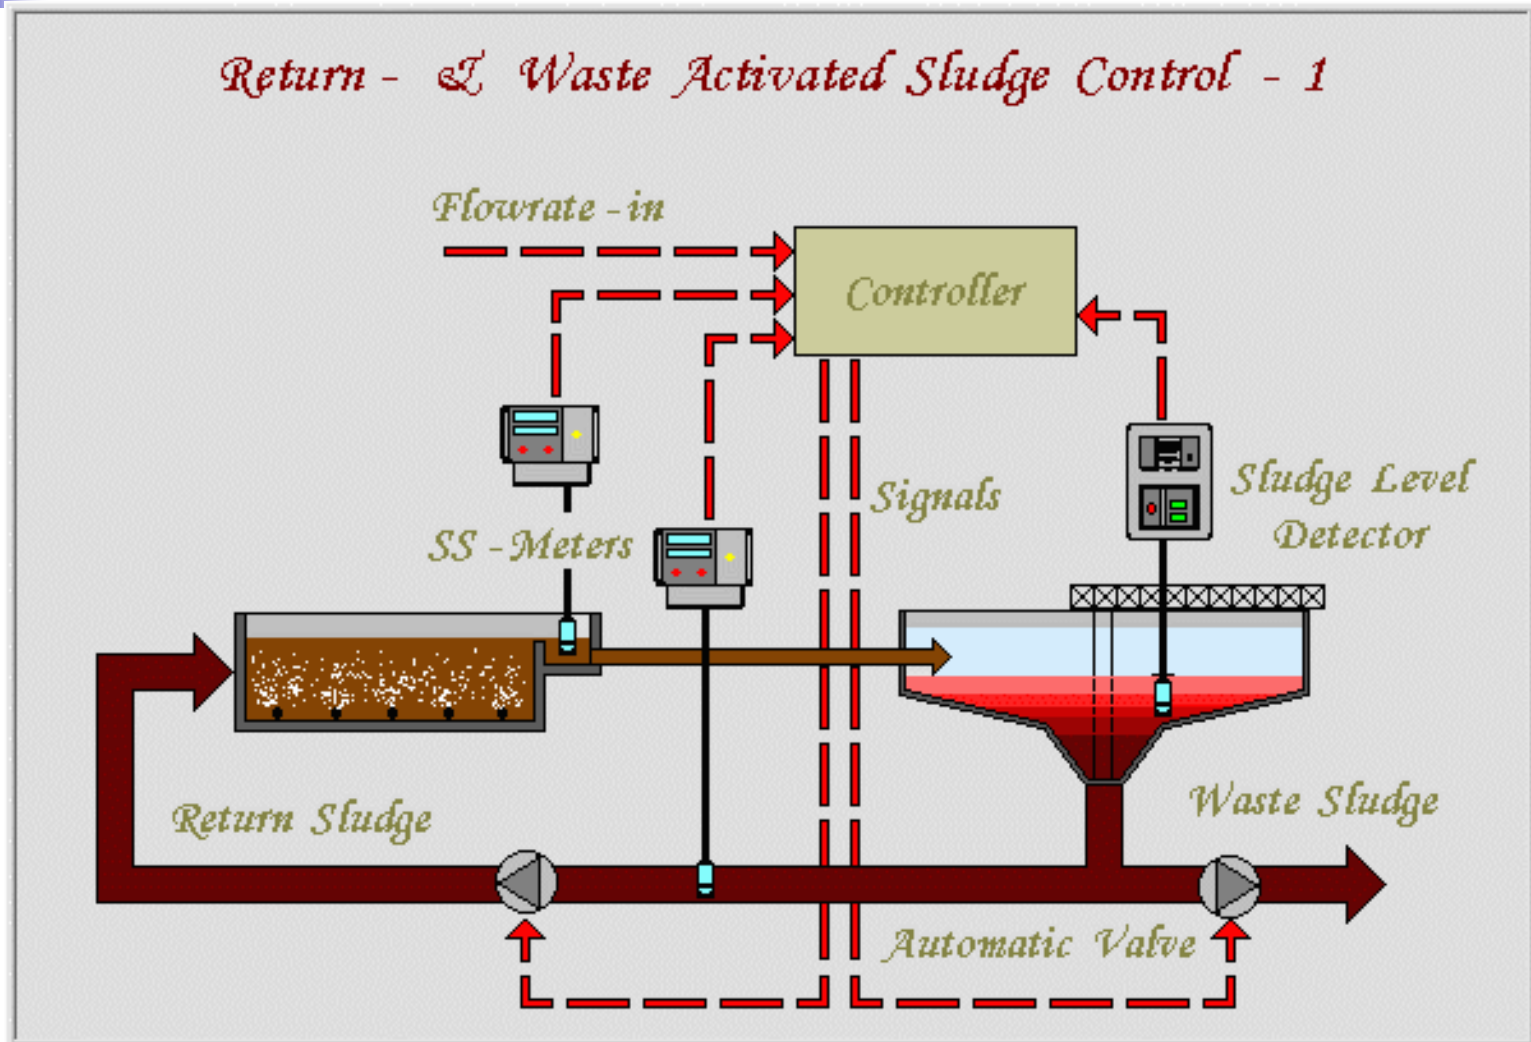 Return - & Waste Activated Sludge Control - 1
Flowrate - in
Controller
Signals
Sludge Level
Detector
SS - Meters
Return Sludge
Waste Sludge
Automatic Valve